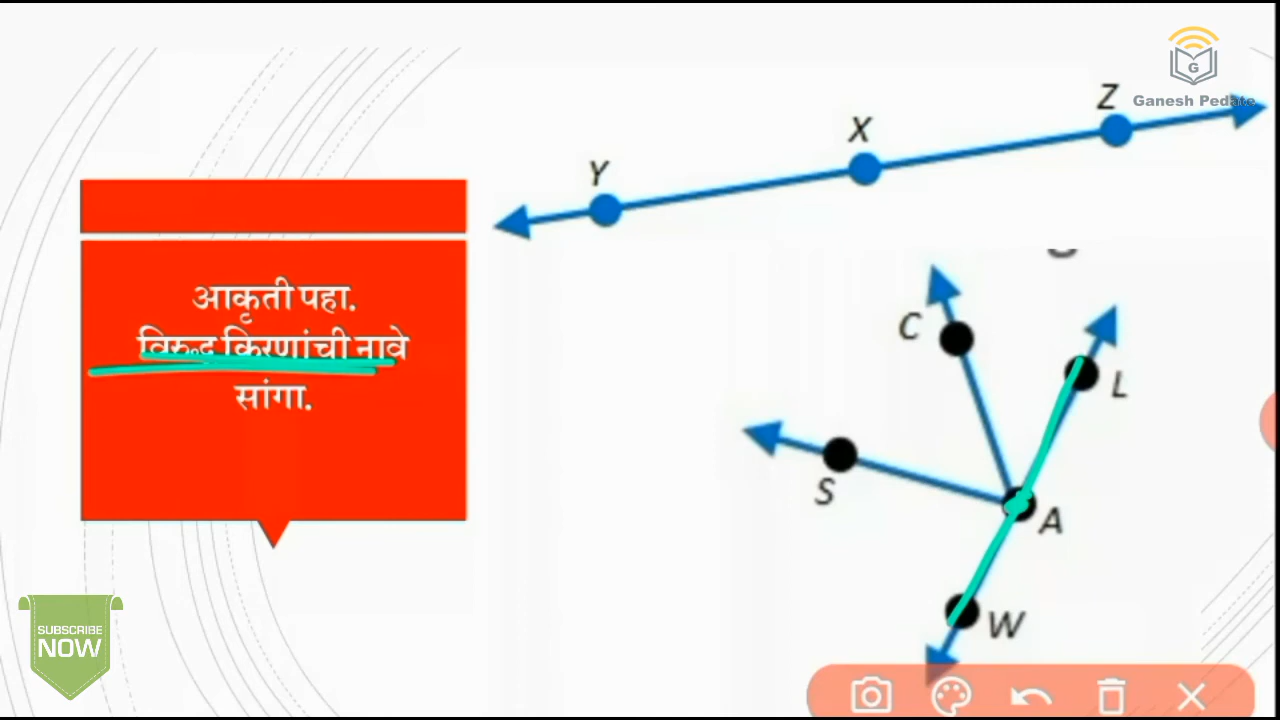 G
Ganesh Pedate
Z
X
Y
आकृती पहा.
विरुद्ध किरणांची नावे
सांगा.
C
L
S
A
W
SUBSCRIBE
NOW